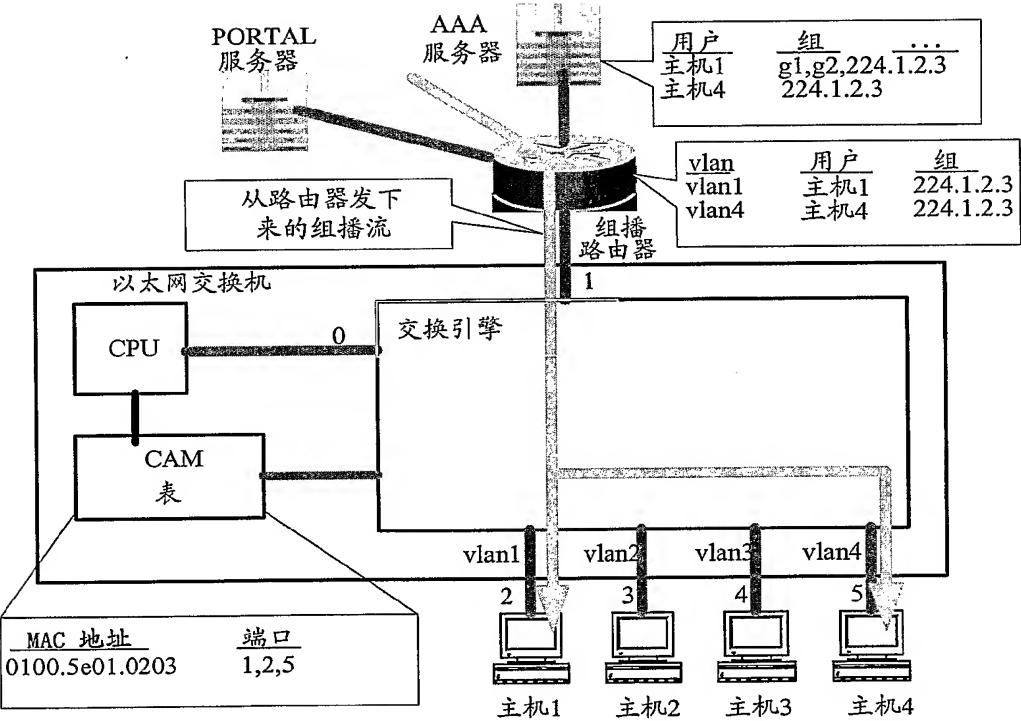 PORTAL
服务器
AAA
服务器
用户 组 ...
主机1 g1,g2,224.1.2.3
主机4 224.1.2.3
vlan 用户 组
vlan1 主机1 224.1.2.3
vlan4 主机4 224.1.2.3
从路由器发下
来的组播流
组播
路由器
以太网交换机
1
CPU
0
交换引擎
CAM
表
vlan1
vlan2
vlan3
vlan4
2
3
4
5
MAC 地址 端口
0100.5e01.0203 1,2,5
主机1
主机2
主机3
主机4